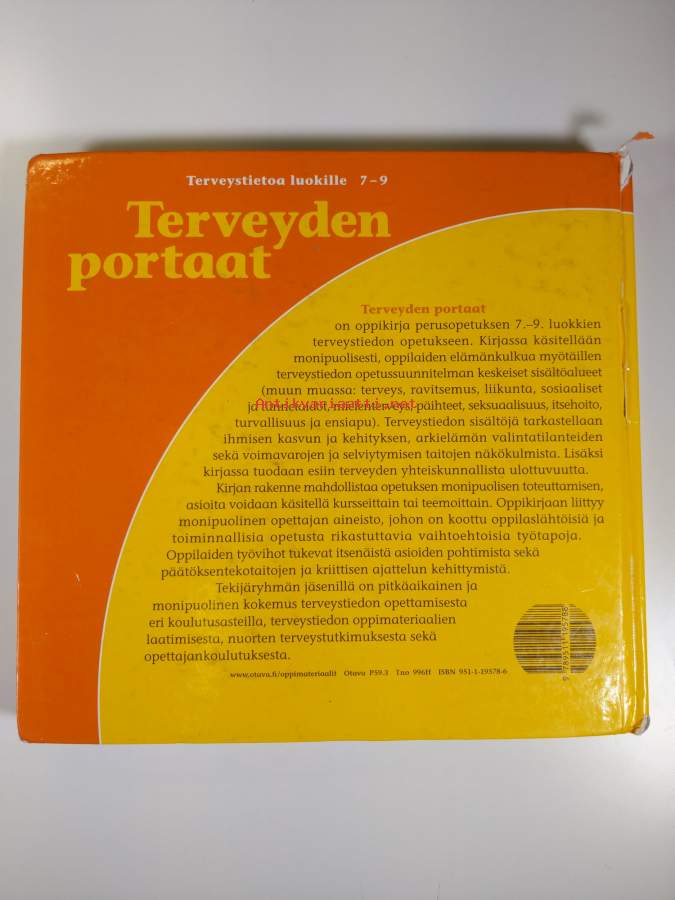 Terveystietoa luokille 7–9
Terveyden
portaat
Terveyden portaat
on oppikirja perusopetuksen 7.–9. luokkien
terveystiedon opetukseen. Kirjassa käsitellään
monipuolisesti, oppilaiden elämänkulkua myötäillen
terveystiedon opetussuunnitelman keskeiset sisältöalueet
(muun muassa: terveys, ravitsemus, liikunta, sosiaaliset
ja tunnetaidot, mielenterveys, päihteet, seksuaalisuus, itsehoito,
Antikvariaatti.net
turvallisuus ja ensiapu). Terveystiedon sisältöjä tarkastellaan
ihmisen kasvun ja kehityksen, arkielämän valintatilanteiden
sekä voimavarojen ja selviytymisen taitojen näkökulmista. Lisäksi
kirjassa tuodaan esiin terveyden yhteiskunnallista ulottuvuutta.
Kirjan rakenne mahdollistaa opetuksen monipuolisen toteuttamisen,
asioita voidaan käsitellä kursseittain tai teemoittain. Oppikirjaan liittyy
monipuolinen opettajan aineisto, johon on koottu oppilaslähtöisiä ja
toiminnallisia opetusta rikastuttavia vaihtoehtoisia työtapoja.
Oppilaiden työvihot tukevat itsenäistä asioiden pohtimista sekä
päätöksentekotaitojen ja kriittisen ajattelun kehittymistä.
Tekijäryhmän jäsenillä on pitkäaikainen ja
monipuolinen kokemus terveystiedon opettamisesta
eri koulutusasteilla, terveystiedon oppimateriaalien
laatimisesta, nuorten terveystutkimuksesta sekä
opettajankoulutuksesta.
www.otava.fi/oppimateriaalit Otava P59.3 Tno 996H ISBN 951-1-19578-6
9 789511 195788